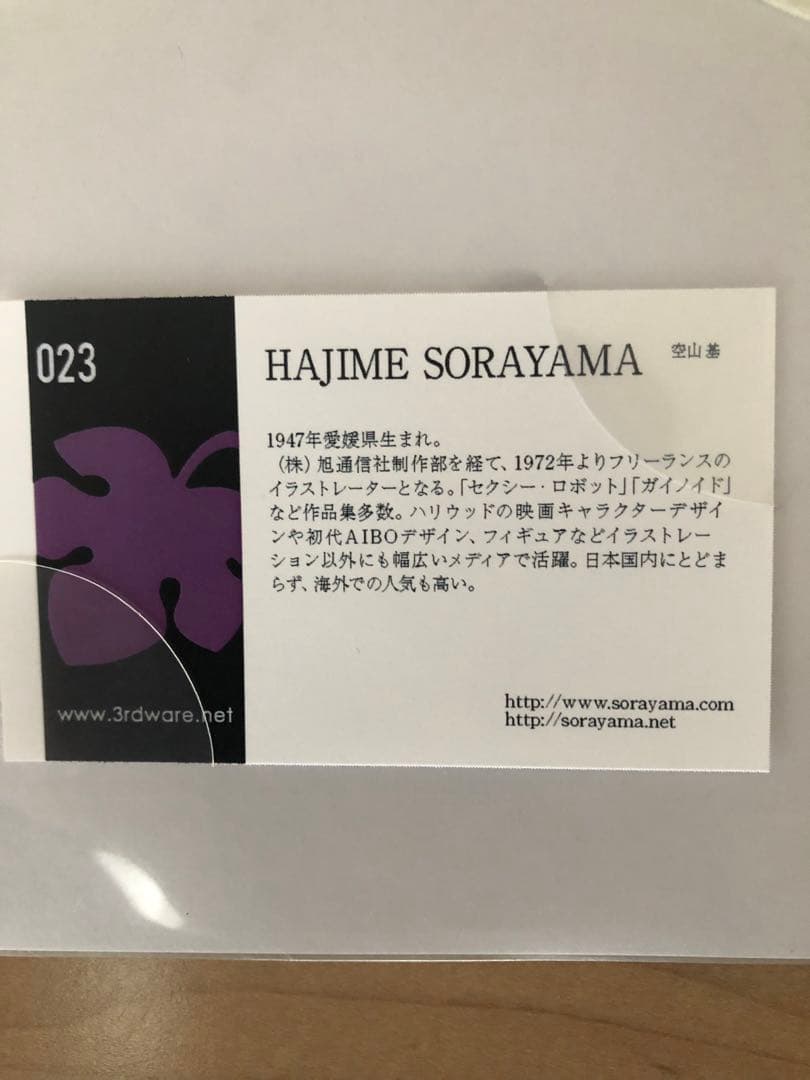 023
HAJIME SORAYAMA 空山 基
1947年愛媛県生まれ。
（株）旭通信社制作部を経て、1972年よりフリーランスの
イラストレーターとなる。「セクシー・ロボット」「ガイノイド」
など作品集多数。ハリウッドの映画キャラクターデザイ
ンや初代AIBOデザイン、フィギュアなどイラストレー
ション以外にも幅広いメディアで活躍。日本国内にとどま
らず、海外での人気も高い。
www.3rdware.net
http://www.sorayama.com
http://sorayama.net